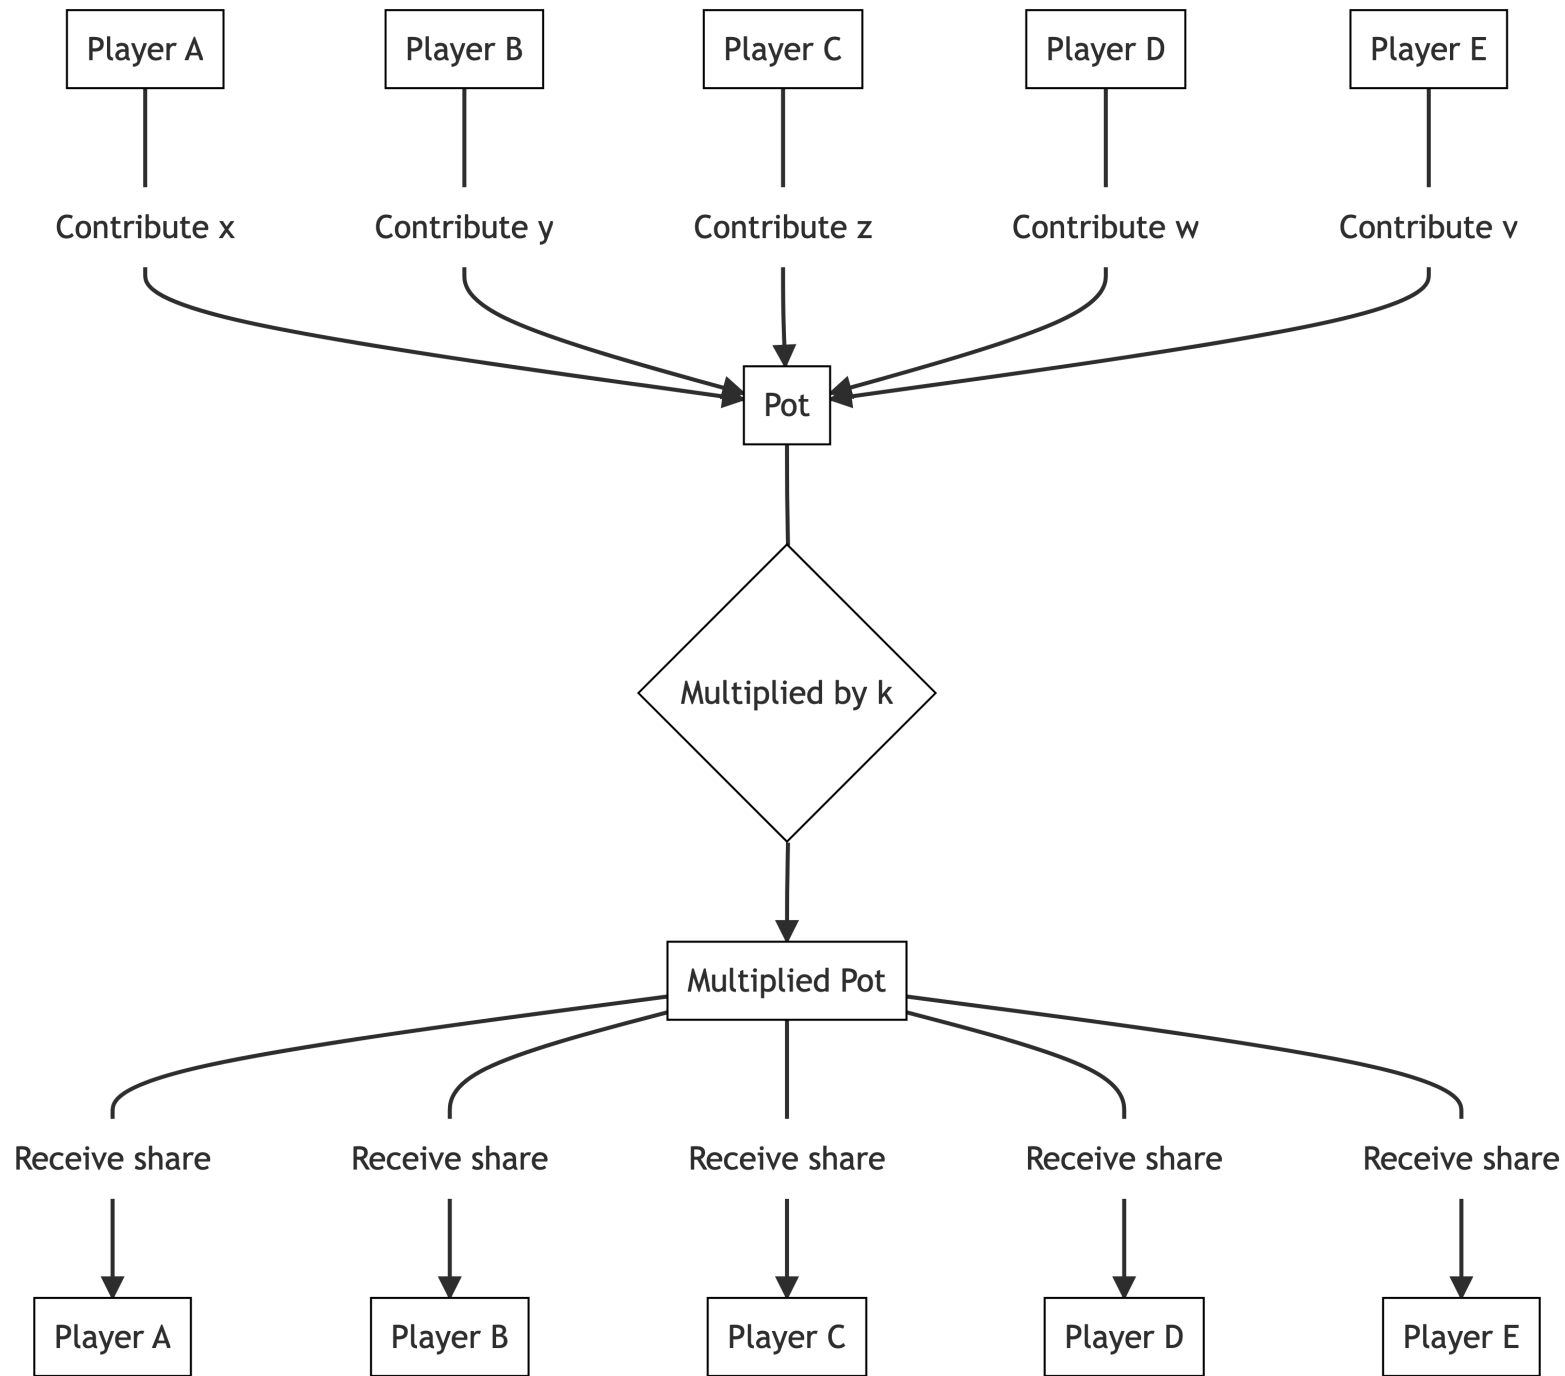 Player A
Player B
Player C
Player D
Player E
Contribute x
Contribute y
Contribute z
Contribute w
Contribute v
Pot
Multiplied by k
Multiplied Pot
Receive share
Receive share
Receive share
Receive share
Receive share
Player A
Player B
Player C
Player D
Player E